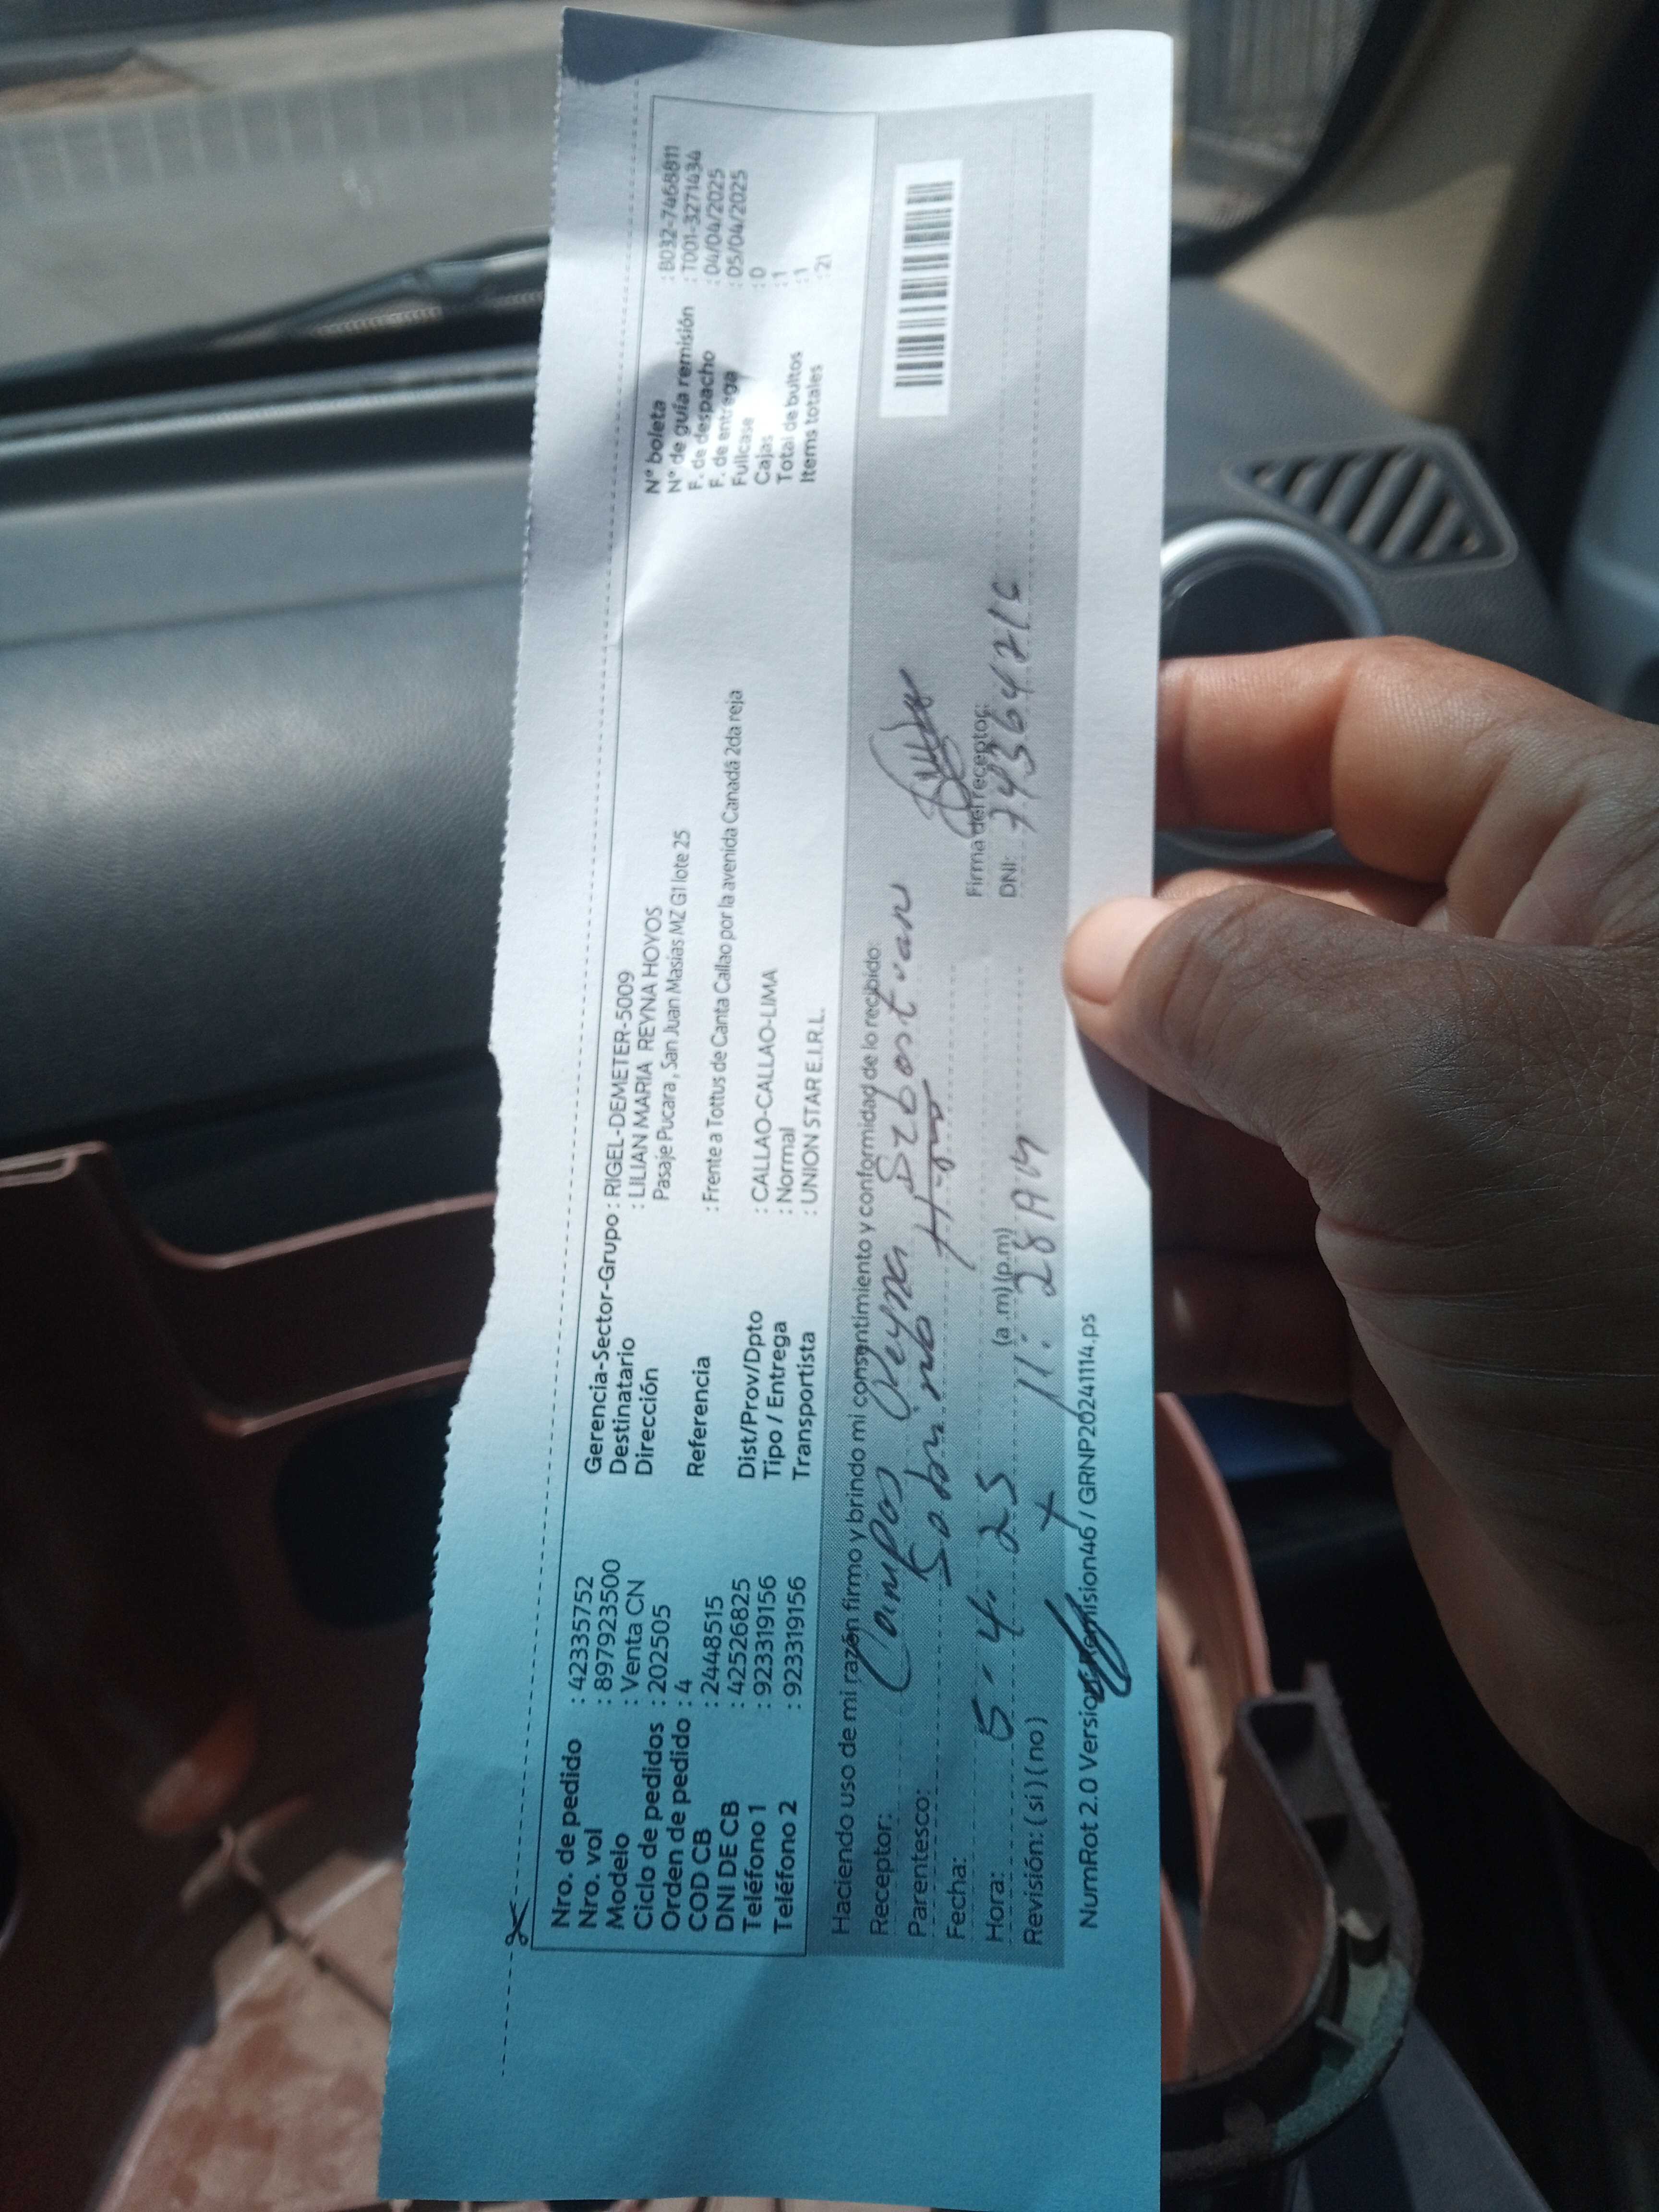 Nro. de pedido : 42335752
Nro. vol : 897923500
Modelo : Venta CN
Ciclo de pedidos : 202505
Orden de pedido : 4
COD CB : 2448515
DNI DE CB : 42526825
Teléfono 1 : 923319156
Teléfono 2 : 923319156
Gerencia-Sector-Grupo : RIGEL-DEMETER-5009
Destinatario : LILIAN MARIA REYNA HOYOS
Dirección Pasaje Pucara , San Juan Masias MZ G1 lote 25
Referencia : Frente a Tottus de Canta Callao por la avenida Canadá 2da reja
Dist/Prov/Dpto : CALLAO-CALLAO-LIMA
Tipo / Entrega : Normal
Transportista : UNION STAR E.I.R.L.
N° boleta : B032-7468811
N° de guía remisión : T001-3271434
F. de despacho : 04/04/2025
F. de entrega : 05/04/2025
Fullcase : 0
Cajas : 1
Total de bultos : 1
Items totales : 21
Haciendo uso de mi razón firmo y brindo mi consentimiento y conformidad de lo recibido
Receptor: Campos Reyna
Parentesco: Sobrino
Fecha: 5-4. 25
Hora: (a .m) (p.m) 11:28 AM
Revisión: ( si ) ( no )
Firma del receptor:
DNI: 74364216
NumRot 2.0 Version Remision46 / GRNP20241114.ps